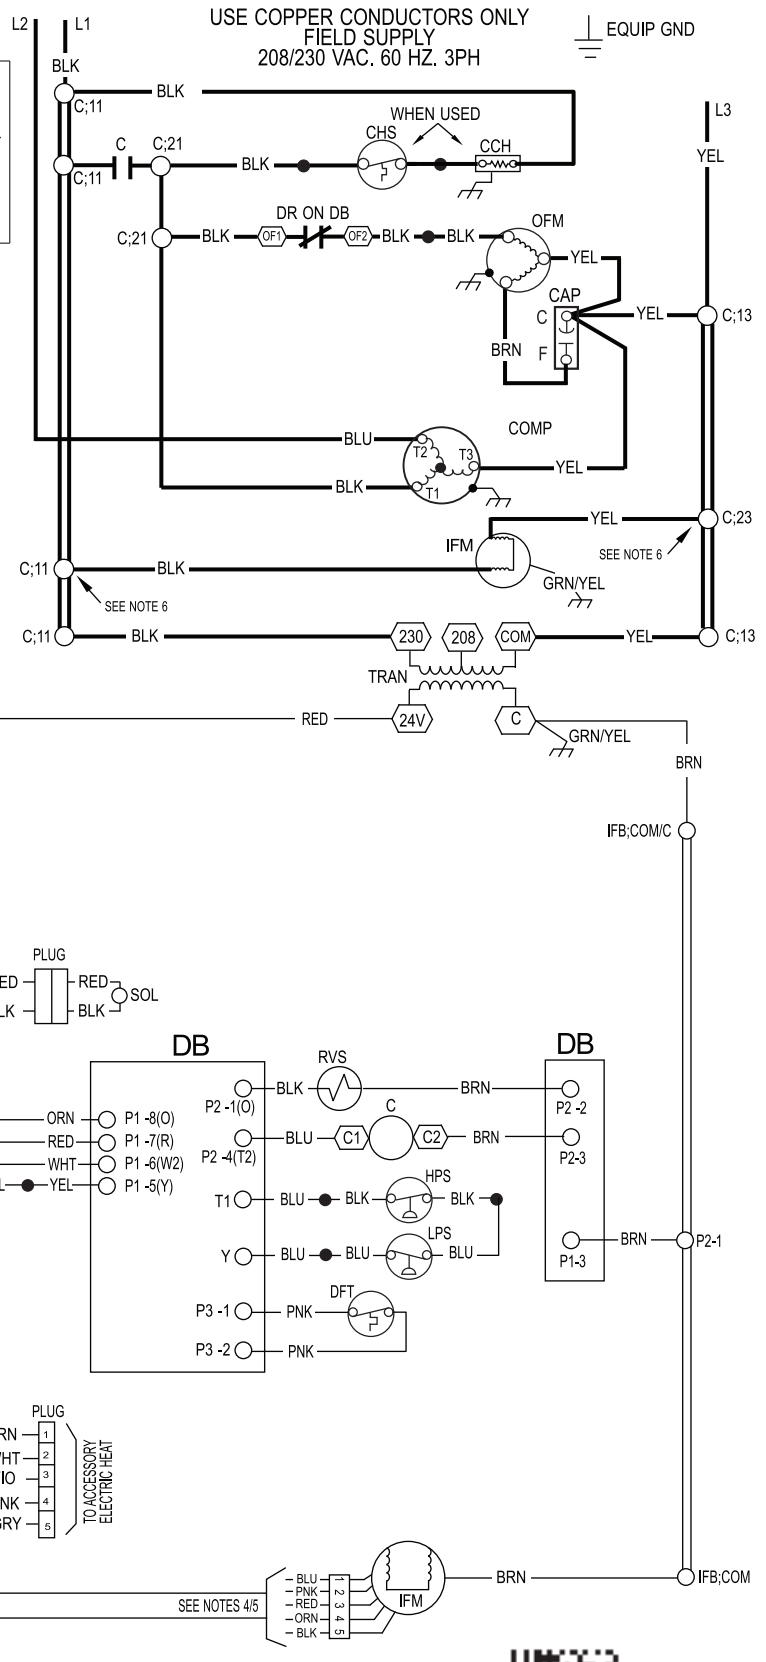 USE COPPER CONDUCTORS ONLY
FIELD SUPPLY
208/230 VAC. 60 HZ. 3PH
L2 L1
EQUIP GND
BLK
C;11 BLK
WHEN USED
L3
C C;21 CHS CCH
C;11 BLK
YEL
DR ON DB OFM
C;21 BLK OF1 OF2 BLK BLK
YEL
CAP
C YEL C;13
BRN F
COMP
BLU T2 T3
YEL
BLK T1
YEL C;23
IFM SEE NOTE 6
C;11 BLK
GRN/YEL
SEE NOTE 6
C;11 BLK 230 208 COM YEL C;13
TRAN
RED 24V C
GRN/YEL
BRN
IFB;COM/C
PLUG
ED RED
SOL
LK BLK
DB DB
RVS
BLK BRN
P2 -1(O) P2 -2
ORN P1 -8(O) C
RED P1 -7(R) BLU C1 C2 BRN
WHT P1 -6(W2) P2 -4(T2) P2-3
L YEL P1 -5(Y)
HPS
T1 BLU BLK BLK
LPS
BRN P2-1
Y BLU BLU BLU
P1-3
DFT
P3 -1 PNK
P3 -2 PNK
PLUG
RN 1
HT 2
IO 3
NK 4
GRY 5
TO ACCESSORY
ELECTRIC HEAT
BLU 1
PNK 2
SEE NOTES 4/5 RED 3 IFM BRN IFB;COM
ORN 4
BLK 5